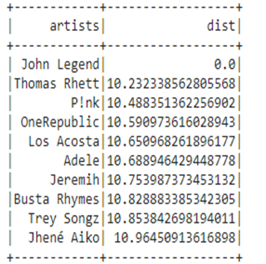 +-------------+------------------+
| artists| dist|
+-------------+------------------+
| John Legend| 0.0|
|Thomas Rhett|10.232338562805568|
| P!nk|10.488351362256902|
| OneRepublic|10.590973616028943|
| Los Acosta|10.650968261896177|
| Adele|10.688946429448778|
| Jeremih|10.753987373453132|
|Busta Rhymes|10.828883385342305|
| Trey Songz|10.853842698194011|
| Jhené Aiko| 10.96450913616898|
+-------------+------------------+